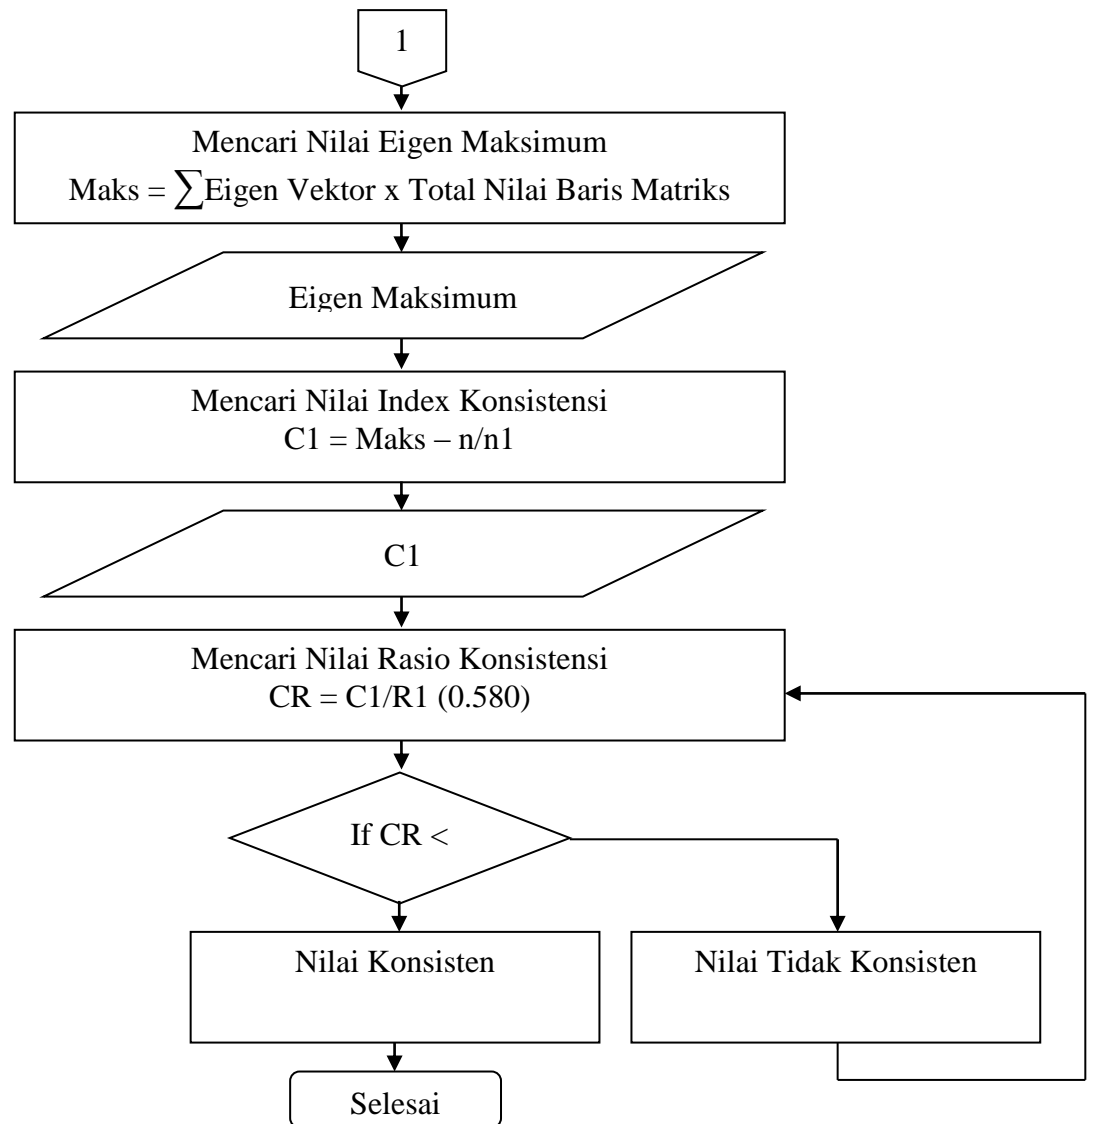 1
Mencari Nilai Eigen Maksimum
Maks = ∑Eigen Vektor x Total Nilai Baris Matriks
Eigen Maksimum
Mencari Nilai Index Konsistensi
C1 = Maks – n/n1
C1
Mencari Nilai Rasio Konsistensi
CR = C1/R1 (0.580)
If CR <
Nilai Konsisten
Nilai Tidak Konsisten
Selesai